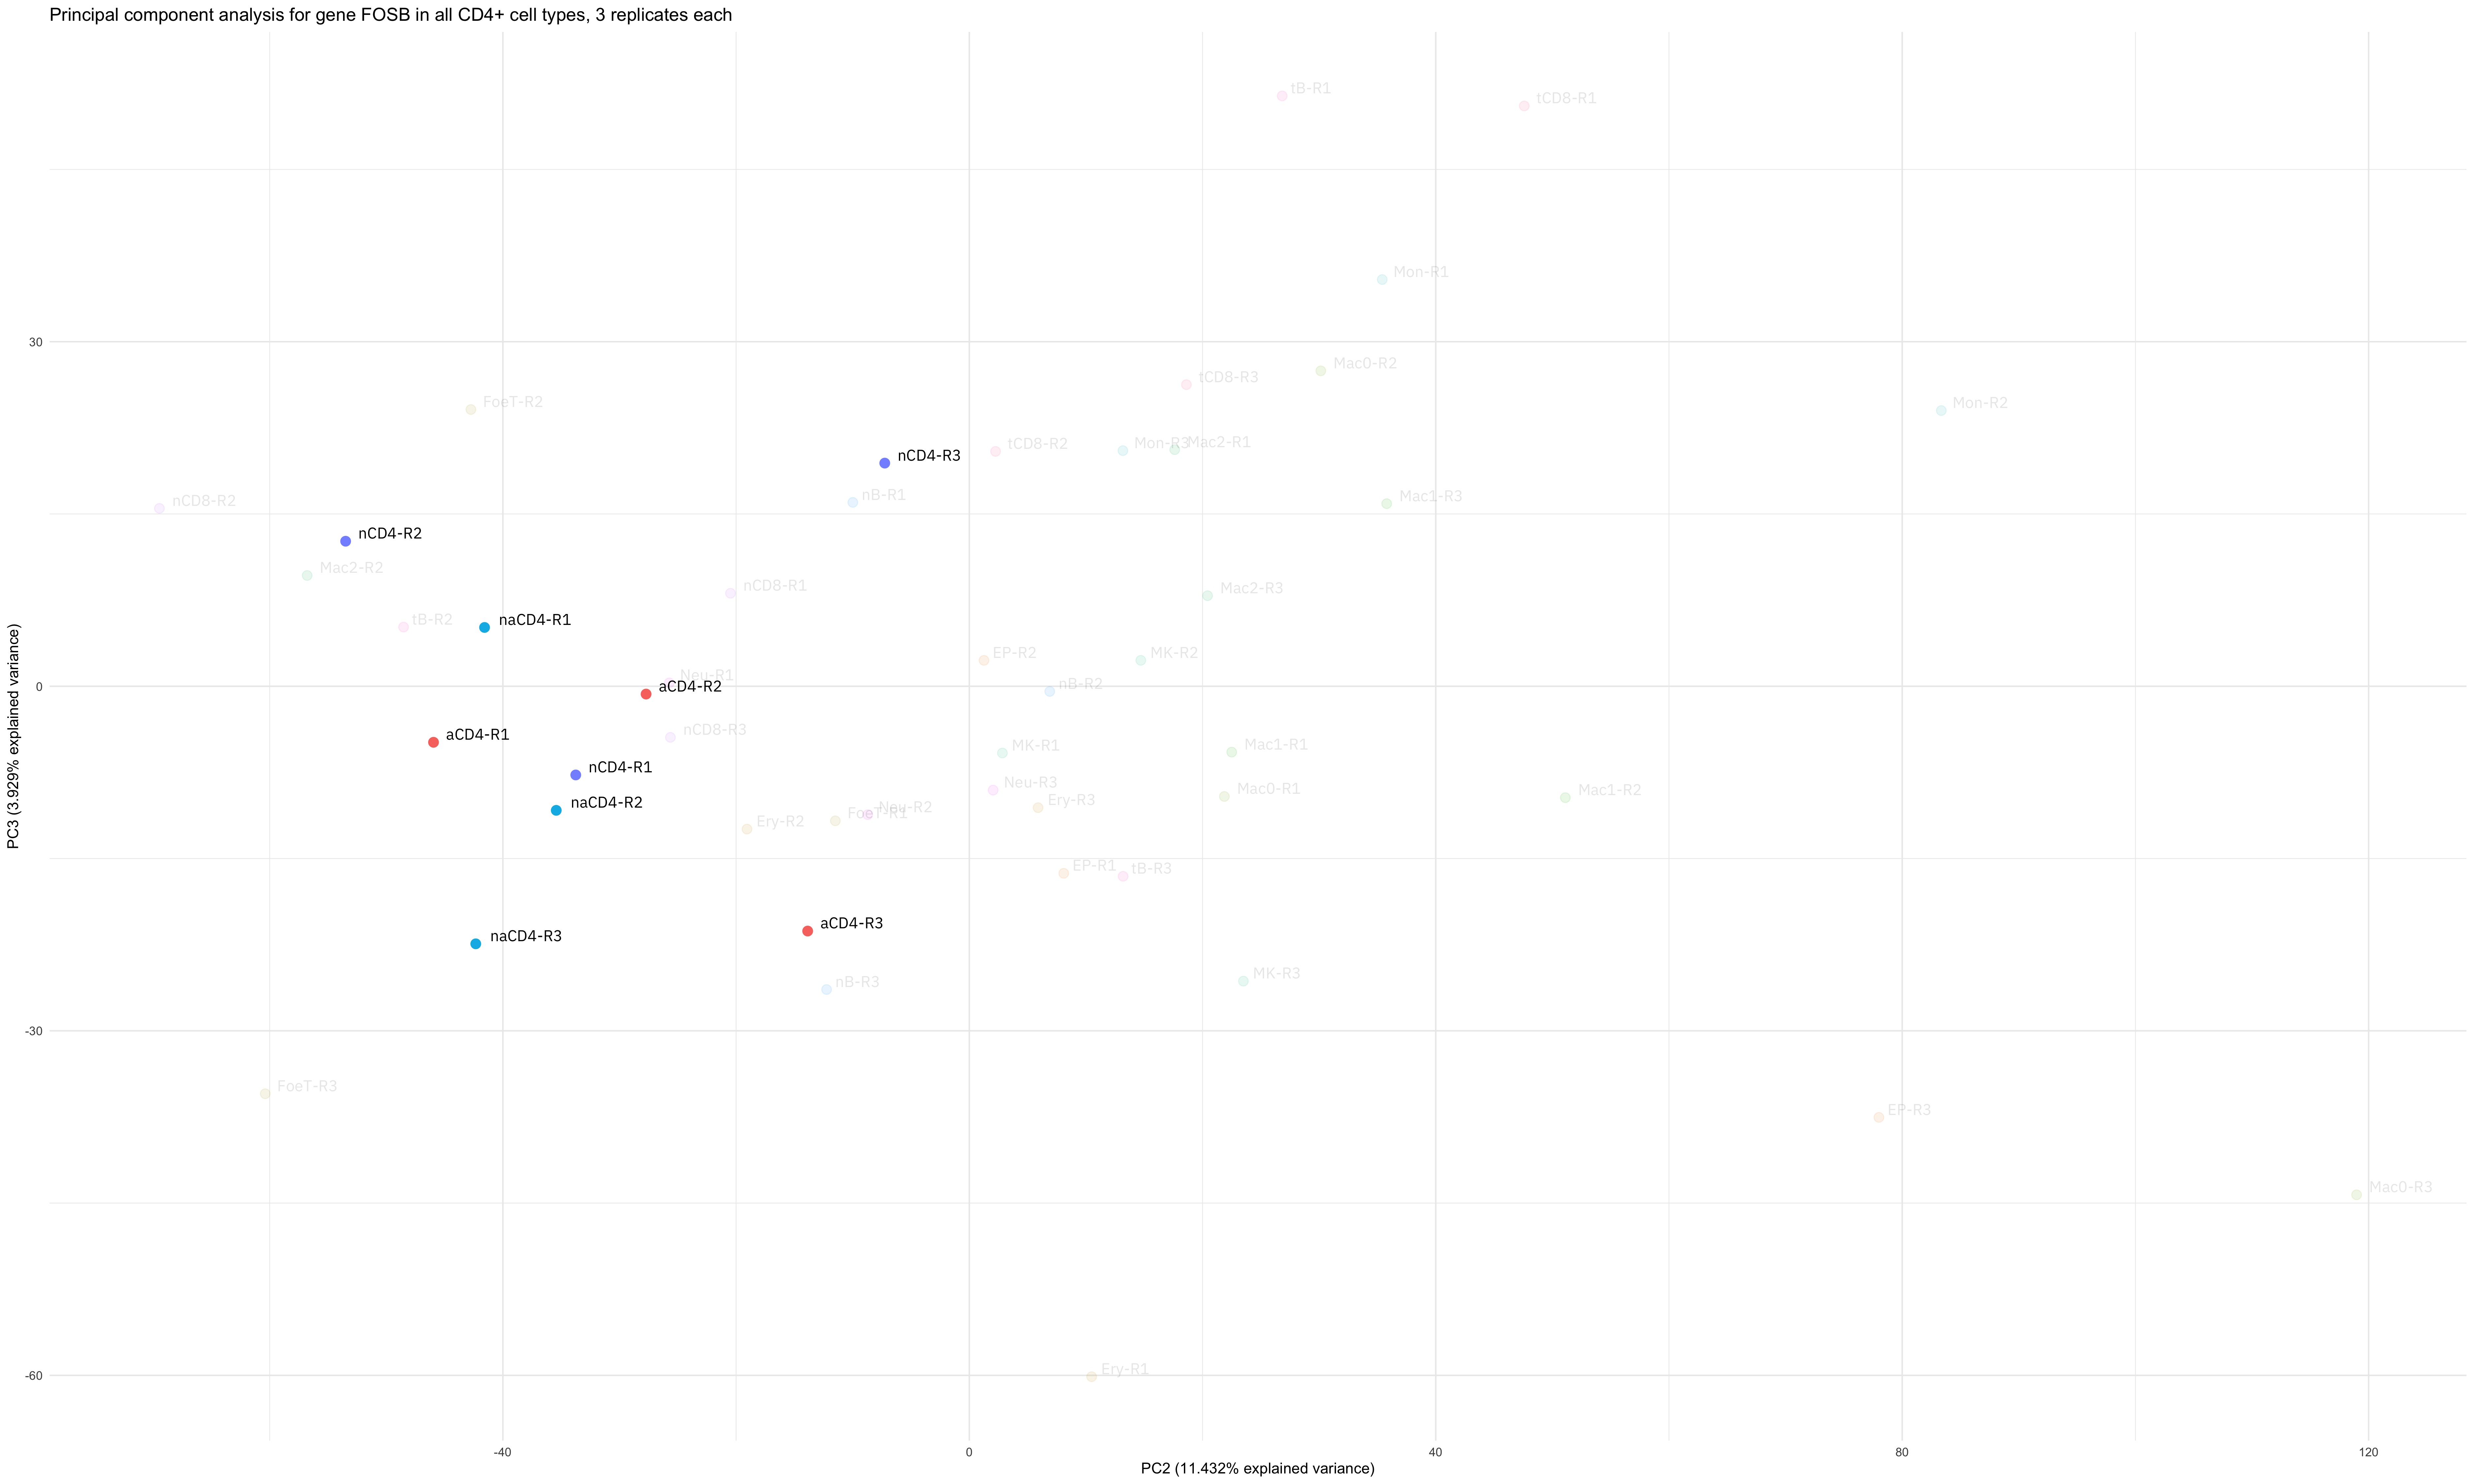 Principal component analysis for gene FOSB in all CD4+ cell types, 3 replicates each
tB-R1
tCD8-R1
Mon-R1
30
Mac0-R2
tCD8-R3
FoeT-R2
Mon-R2
tCD8-R2
Mon-R3
Mac2-R1
nCD4-R3
nB-R1
Mac1-R3
nCD8-R2
nCD4-R2
Mac2-R2
nCD8-R1
Mac2-R3
tB-R2
naCD4-R1
EP-R2
MK-R2
Neu-R1
0
aCD4-R2
nB-R2
nCD8-R3
aCD4-R1
MK-R1
Mac1-R1
nCD4-R1
Neu-R3
Mac0-R1
Mac1-R2
naCD4-R2
Ery-R3
Neu-R2
FoeT-R1
Ery-R2
EP-R1
tB-R3
aCD4-R3
naCD4-R3
nB-R3
MK-R3
-30
FoeT-R3
EP-R3
Mac0-R3
Ery-R1
-60
-40
0
40
80
120
PC2 (11.432% explained variance)
PC3 (3.929% explained variance)